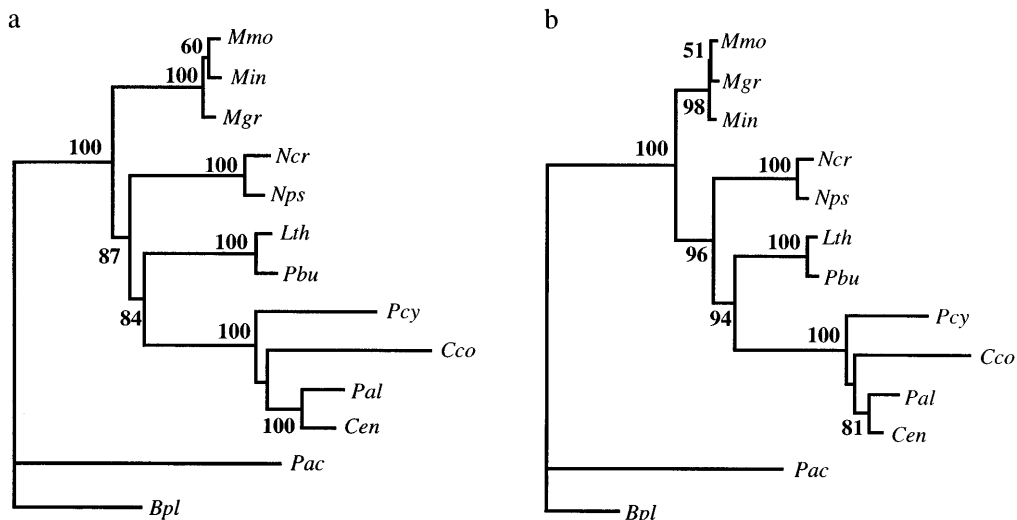 a
60
Mmo
100
Min
Mgr
100
100
Ncr
Nps
87
100
Lth
Pbu
84
100
Pcy
Cco
Pal
100
Cen
Pac
Bpl
b
51
Mmo
Mgr
98
Min
100
100
Ncr
Nps
96
100
Lth
Pbu
94
100
Pcy
Cco
Pal
81
Cen
Pac
Bpl